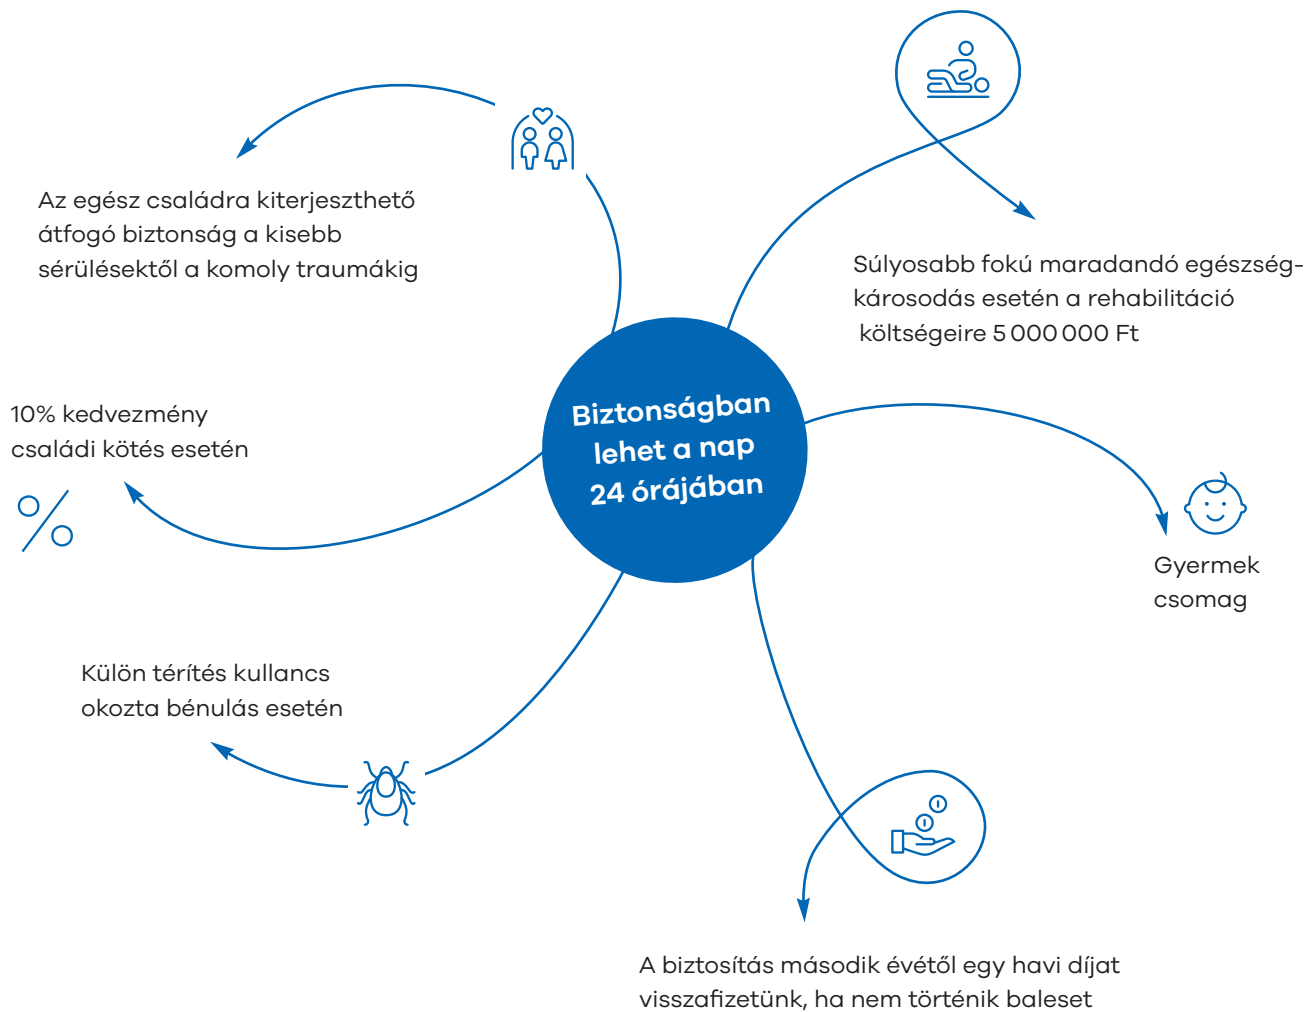 Az egész családra kiterjeszthető
átfogó biztonság a kisebb
sérülésektől a komoly traumákig
Súlyosabb fokú maradandó egészség-
károsodás esetén a rehabilitáció
költségeire 5 000 000 Ft
10% kedvezmény
családi kötés esetén
Biztonságban
lehet a nap
24 órájában
Gyermek
csomag
Külön térítés kullancs
okozta bénulás esetén
A biztosítás második évétől egy havi díjat
visszafizetünk, ha nem történik baleset